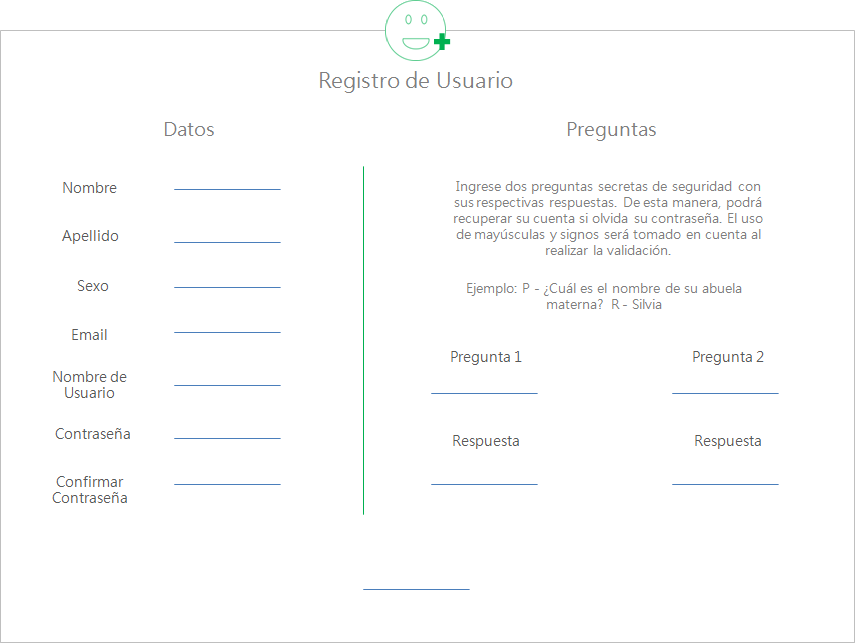 Registro de Usuario
Datos
Nombre
Apellido
Sexo
Email
Nombre de
Usuario
Contraseña
Confirmar
Contraseña
Preguntas
Ingrese dos preguntas secretas de seguridad con
sus respectivas respuestas. De esta manera, podrá
recuperar su cuenta si olvida su contraseña. El uso
de mayúsculas y signos será tomado en cuenta al
realizar la validación.
Ejemplo: P - ¿Cuál es el nombre de su abuela
materna? R - Silvia
Pregunta 1
Pregunta 2
Respuesta
Respuesta